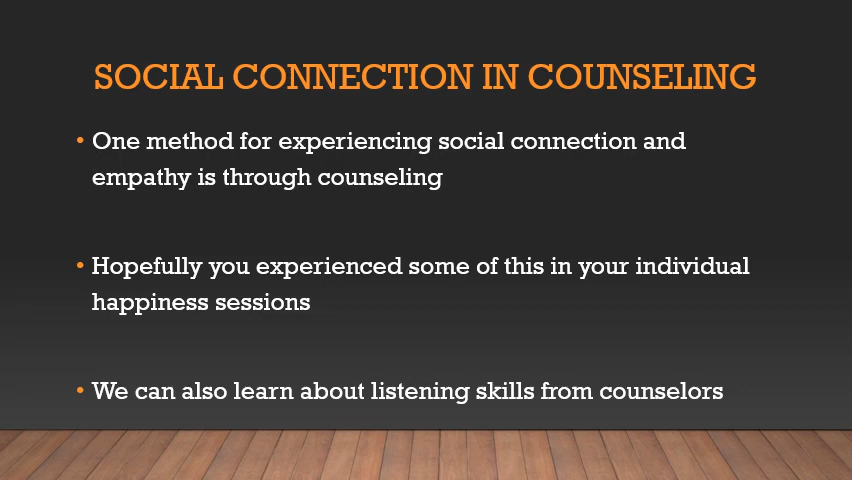 SOCIAL CONNECTION IN COUNSELING
• One method for experiencing social connection and
empathy is through counseling
• Hopefully you experienced some of this in your individual
happiness sessions
• We can also learn about listening skills from counselors